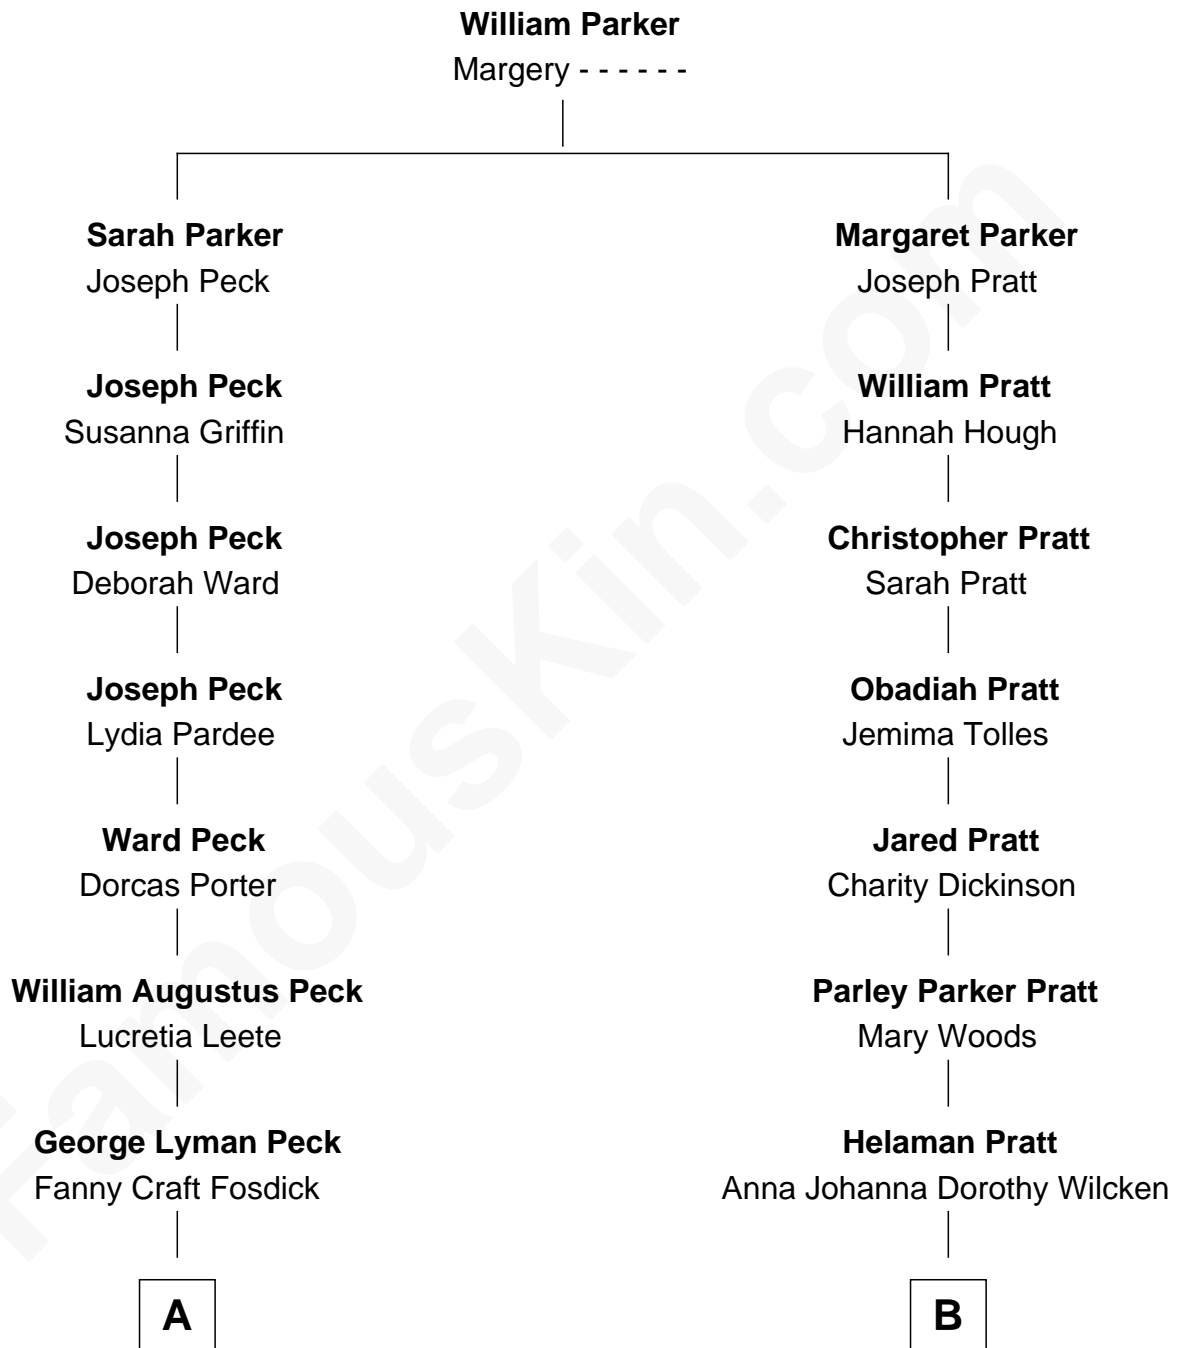 William Parker
Margery - - - - - -
Sarah Parker
Joseph Peck
Margaret Parker
Joseph Pratt
Joseph Peck
Susanna Griffin
William Pratt
Hannah Hough
Joseph Peck
Deborah Ward
Christopher Pratt
Sarah Pratt
Joseph Peck
Lydia Pardee
Obadiah Pratt
Jemima Tolles
Ward Peck
Dorcas Porter
Jared Pratt
Charity Dickinson
William Augustus Peck
Lucretia Leete
Parley Parker Pratt
Mary Woods
George Lyman Peck
Fanny Craft Fosdick
Helaman Pratt
Anna Johanna Dorothy Wilcken
A
B
FamousKin.com